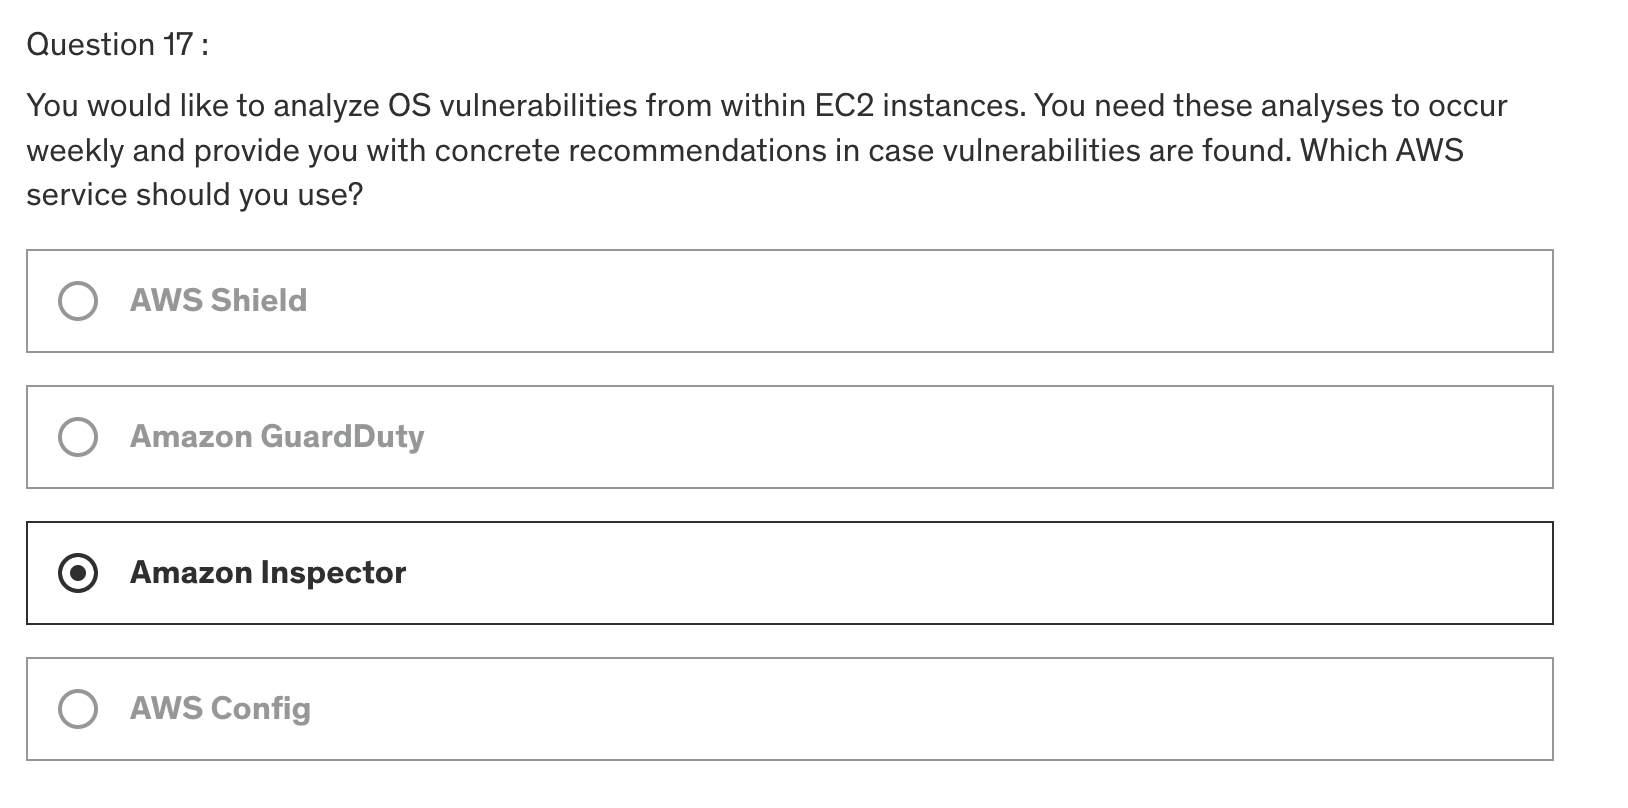 Question 17 :
You would like to analyze OS vulnerabilities from within EC2 instances. You need these analyses to occur
weekly and provide you with concrete recommendations in case vulnerabilities are found. Which AWS
service should you use?
AWS Shield
Amazon GuardDuty
Amazon Inspector
AWS Config